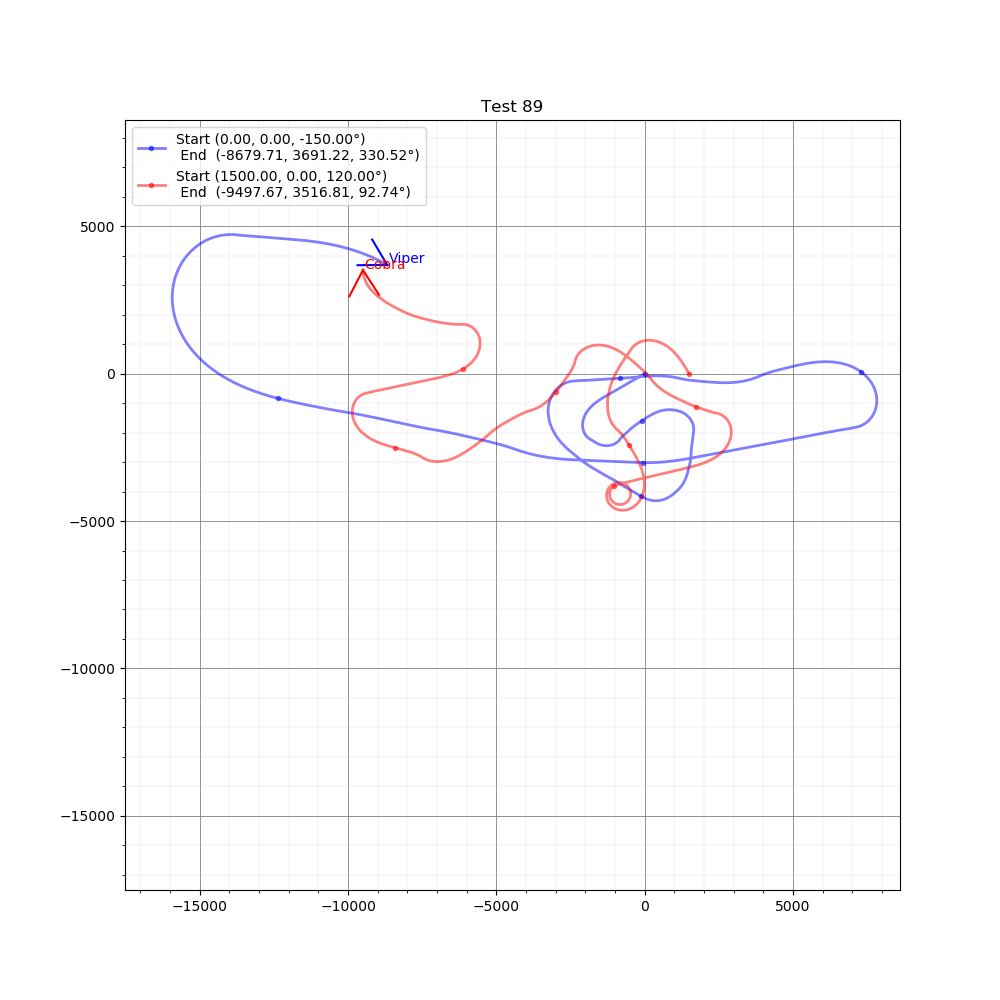 Test 89
Start (0.00, 0.00, -150.00°)
End  (-8679.71, 3691.22, 330.52°)
Start (1500.00, 0.00, 120.00°)
End  (-9497.67, 3516.81, 92.74°)
Viper
Cobra
5000
0
−5000
−10000
−15000
−15000
−10000
−5000
0
5000